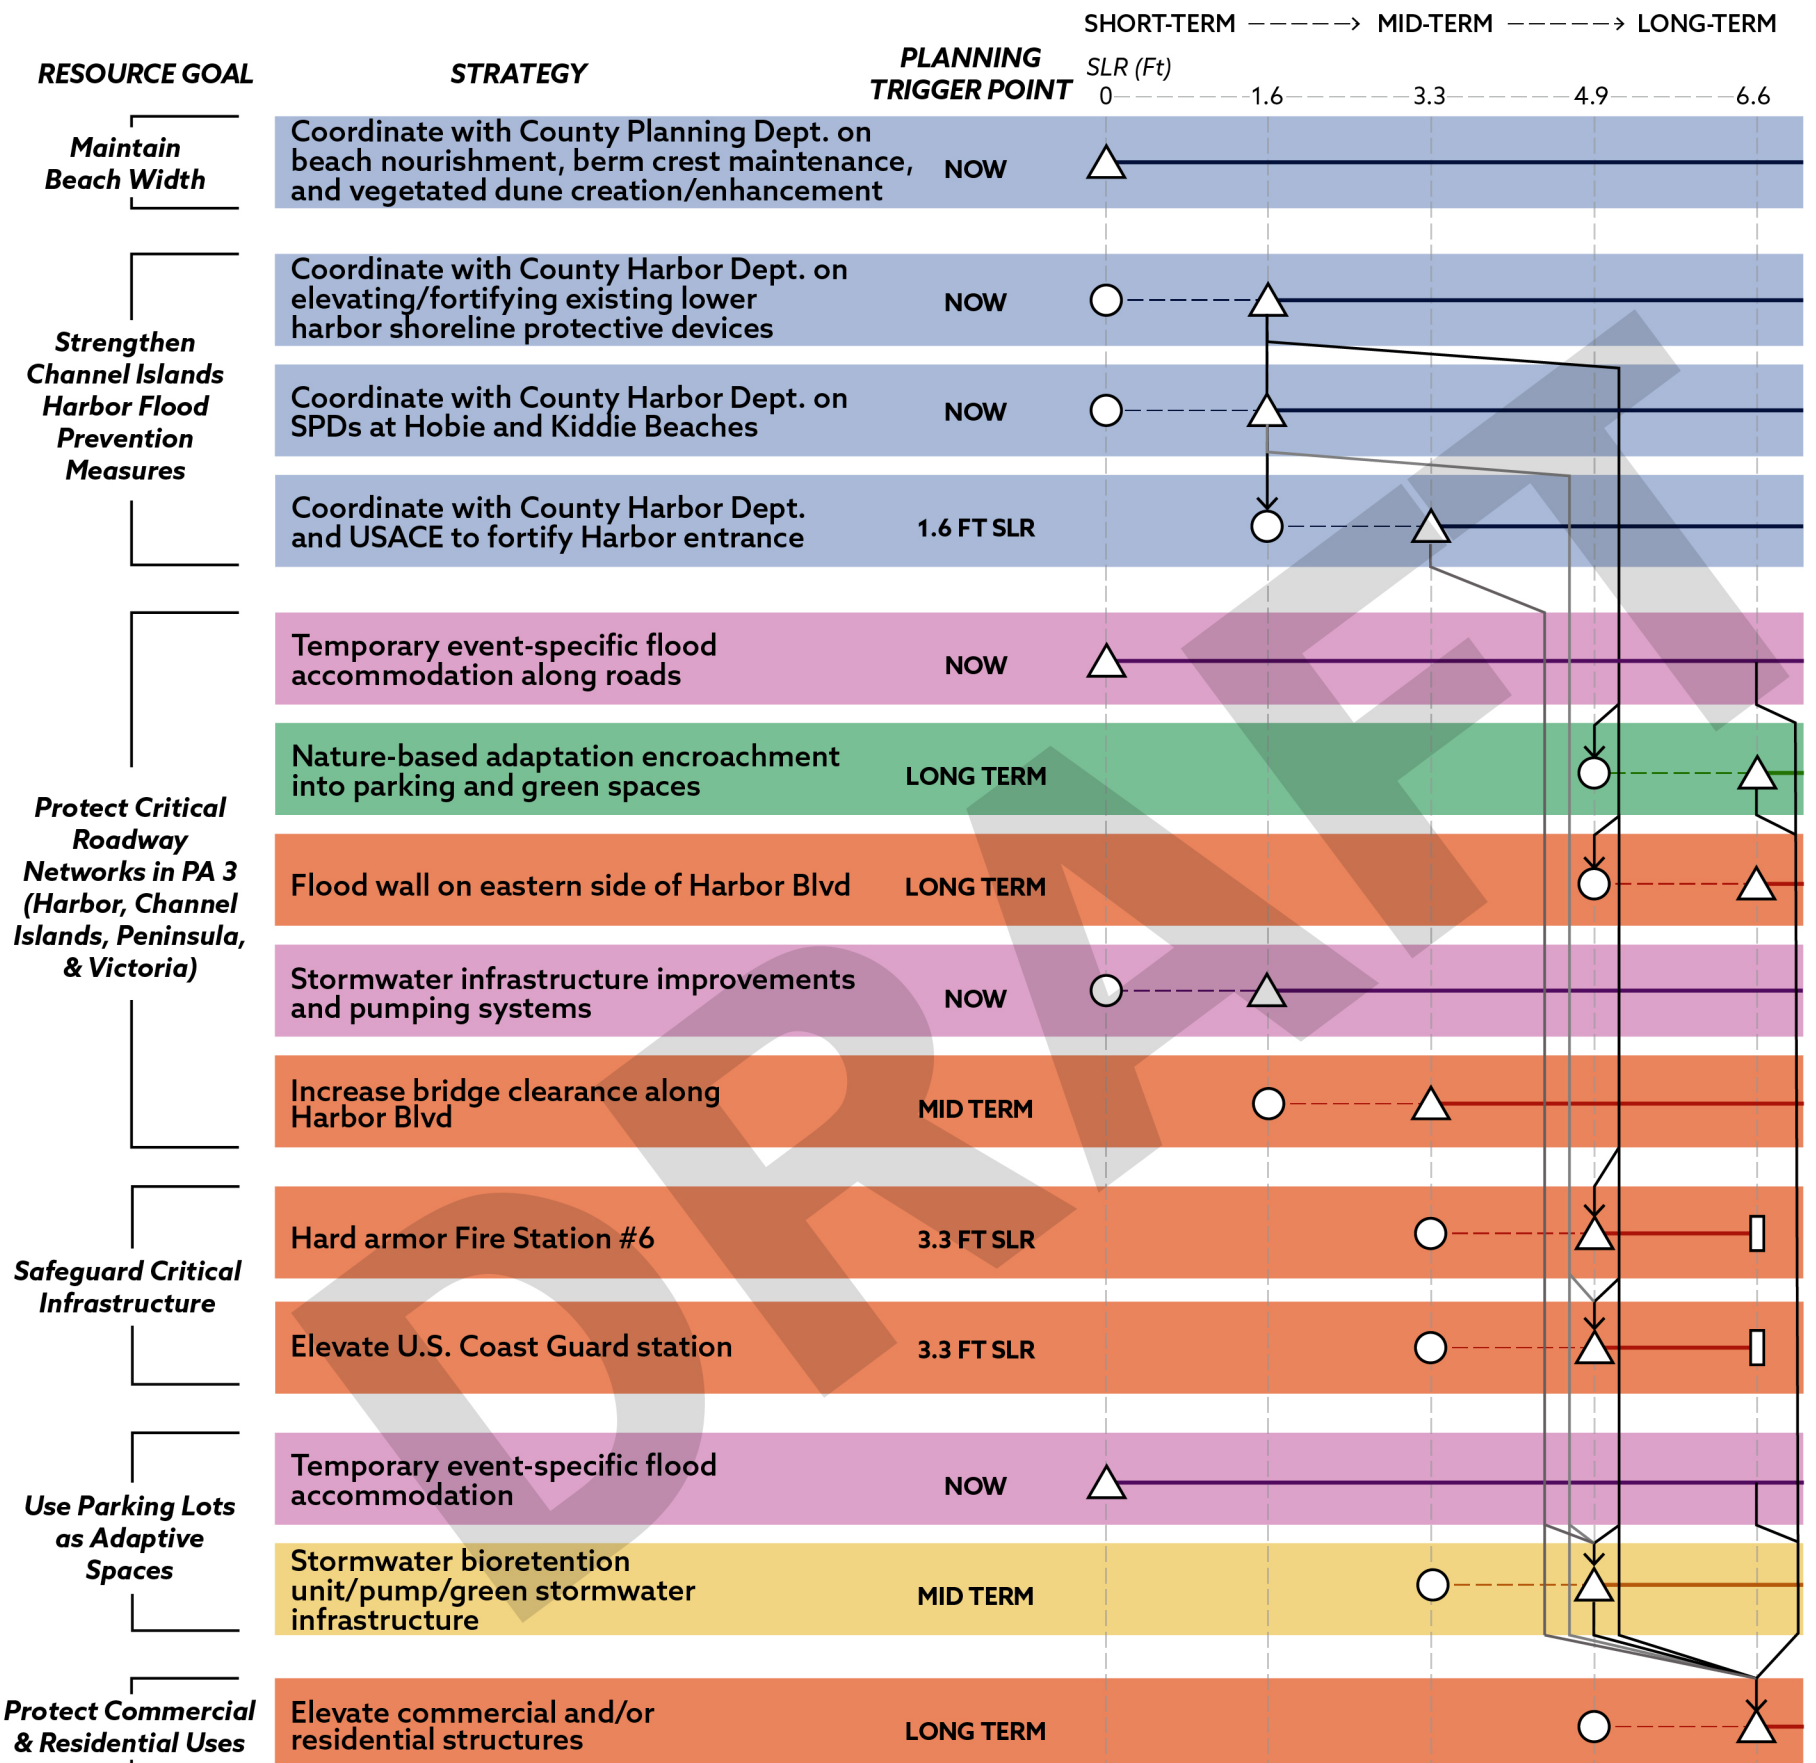 SHORT-TERM MID-TERM LONG-TERM
RESOURCE GOAL STRATEGY PLANNING
TRIGGER POINT
SLR (Ft)
0 1.6 3.3 4.9 6.6
Maintain
Beach Width
Coordinate with County Planning Dept. on
beach nourishment, berm crest maintenance,
and vegetated dune creation/enhancement
NOW
Strengthen
Channel Islands
Harbor Flood
Prevention
Measures
Coordinate with County Harbor Dept. on
elevating/fortifying existing lower
harbor shoreline protective devices
NOW
Coordinate with County Harbor Dept. on
SPDs at Hobie and Kiddie Beaches
NOW
Coordinate with County Harbor Dept.
and USACE to fortify Harbor entrance
1.6 FT SLR
Protect Critical
Roadway
Networks in PA 3
(Harbor, Channel
Islands, Peninsula,
& Victoria)
Temporary event-specific flood
accommodation along roads
NOW
Nature-based adaptation encroachment
into parking and green spaces
LONG TERM
Flood wall on eastern side of Harbor Blvd
LONG TERM
Stormwater infrastructure improvements
and pumping systems
NOW
Increase bridge clearance along
Harbor Blvd
MID TERM
Safeguard Critical
Infrastructure
Hard armor Fire Station #6
3.3 FT SLR
Elevate U.S. Coast Guard station
3.3 FT SLR
Use Parking Lots
as Adaptive
Spaces
Temporary event-specific flood
accommodation
NOW
Stormwater bioretention
unit/pump/green stormwater
infrastructure
MID TERM
Protect Commercial
& Residential Uses
Elevate commercial and/or
residential structures
LONG TERM
DRAFT